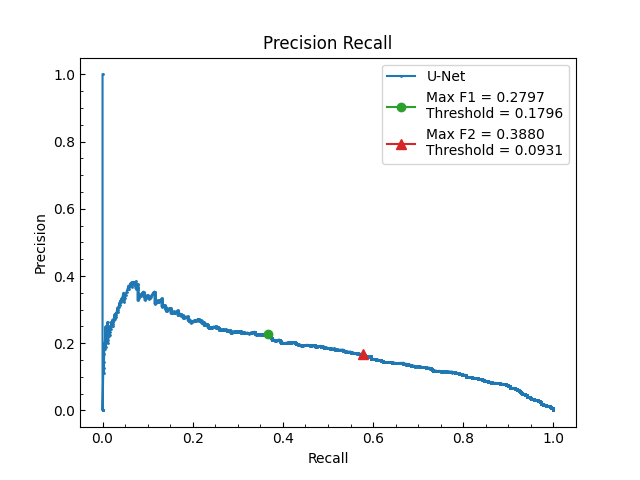 Precision Recall
U-Net
Max F1 = 0.2797
Threshold = 0.1796
Max F2 = 0.3880
Threshold = 0.0931
Precision
1.0
0.8
0.6
0.4
0.2
0.0
0.0 0.2 0.4 0.6 0.8 1.0
Recall